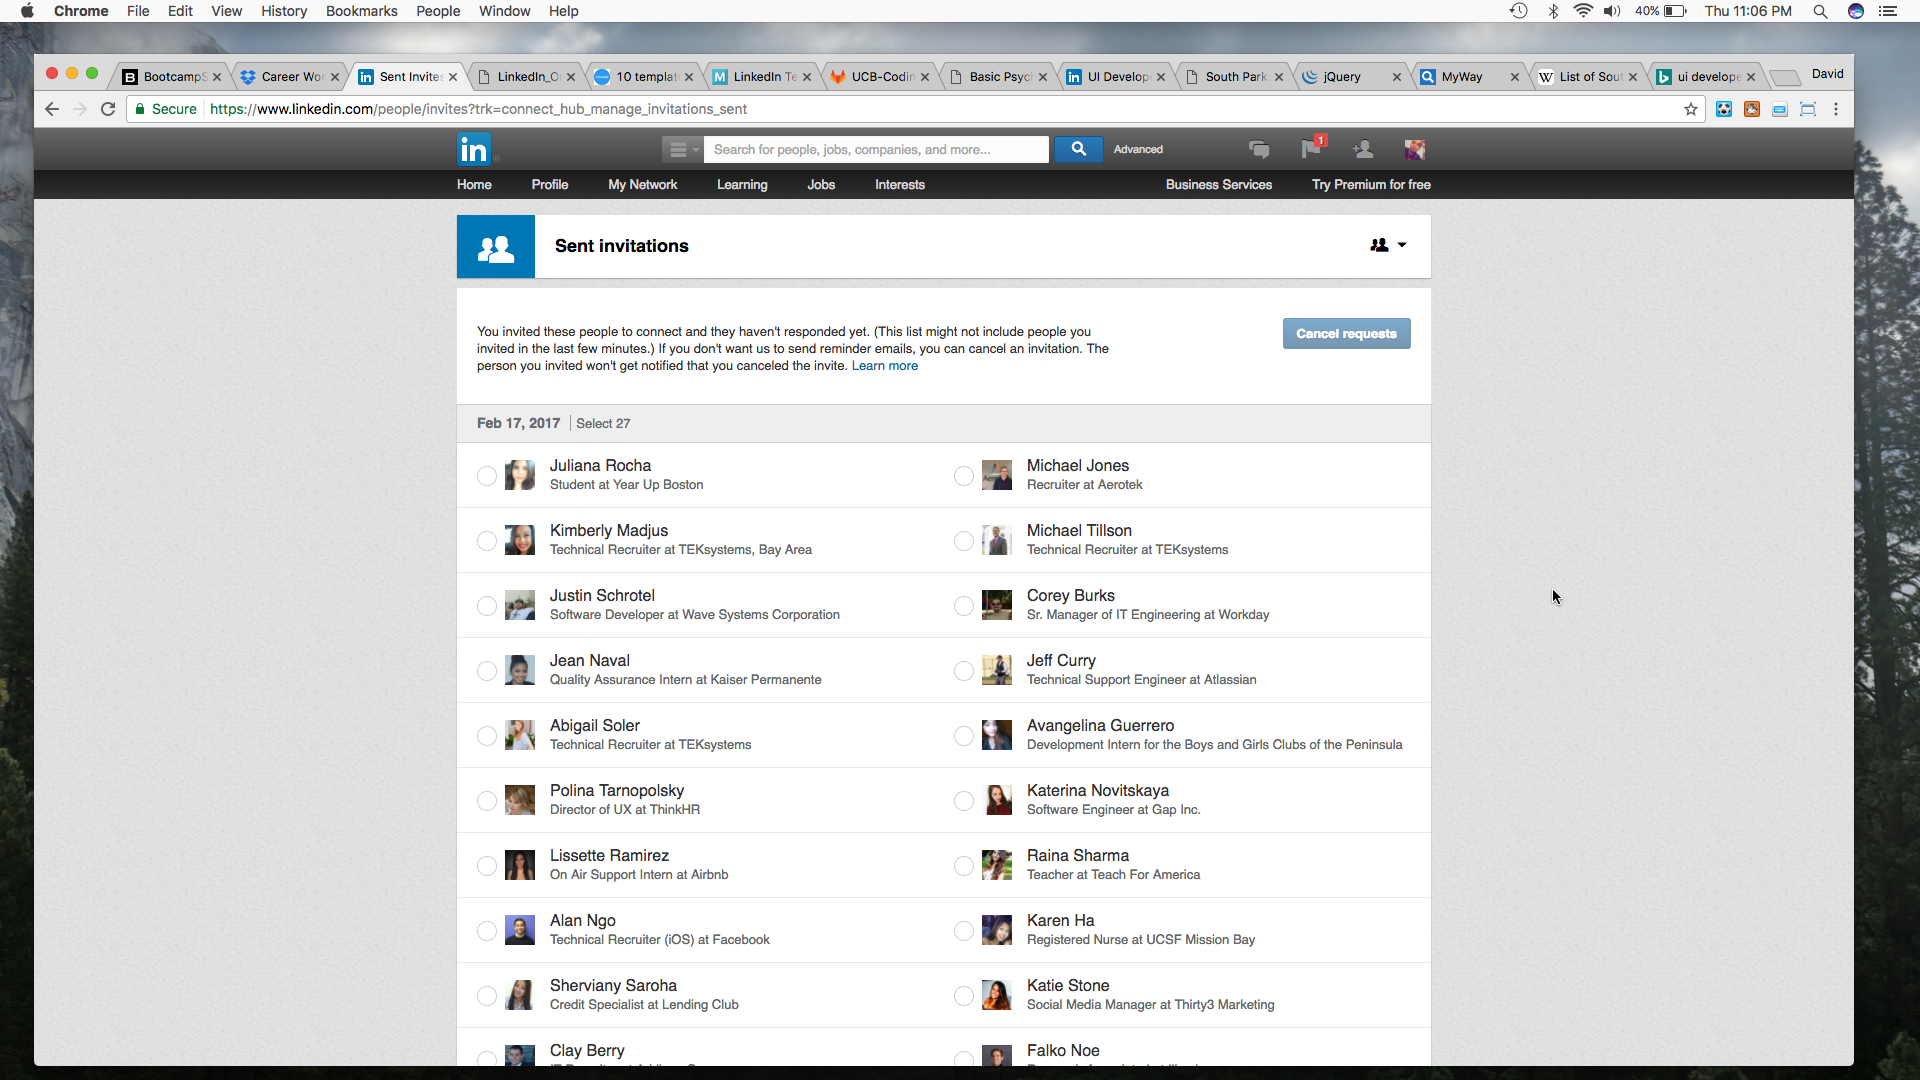 Chrome File Edit View History Bookmarks People Window Help 40% Thu 11:06 PM
BootcampS Career Wor Sent Invites LinkedIn_O 10 templat LinkedIn Te UCB-Codin Basic Psyc UI Develope South Park jQuery MyWay List of Sout ui develope David
Secure https://www.linkedin.com/people/invites?trk=connect_hub_manage_invitations_sent
in Search for people, jobs, companies, and more... Advanced 1
Home Profile My Network Learning Jobs Interests Business Services Try Premium for free
Sent invitations
You invited these people to connect and they haven't responded yet. (This list might not include people you
invited in the last few minutes.) If you don't want us to send reminder emails, you can cancel an invitation. The
person you invited won't get notified that you canceled the invite. Learn more
Cancel requests
Feb 17, 2017 Select 27
Juliana Rocha
Student at Year Up Boston
Michael Jones
Recruiter at Aerotek
Kimberly Madjus
Technical Recruiter at TEKsystems, Bay Area
Michael Tillson
Technical Recruiter at TEKsystems
Justin Schrotel
Software Developer at Wave Systems Corporation
Corey Burks
Sr. Manager of IT Engineering at Workday
Jean Naval
Quality Assurance Intern at Kaiser Permanente
Jeff Curry
Technical Support Engineer at Atlassian
Abigail Soler
Technical Recruiter at TEKsystems
Avangelina Guerrero
Development Intern for the Boys and Girls Clubs of the Peninsula
Polina Tarnopolsky
Director of UX at ThinkHR
Katerina Novitskaya
Software Engineer at Gap Inc.
Lissette Ramirez
On Air Support Intern at Airbnb
Raina Sharma
Teacher at Teach For America
Alan Ngo
Technical Recruiter (iOS) at Facebook
Karen Ha
Registered Nurse at UCSF Mission Bay
Sherviany Saroha
Credit Specialist at Lending Club
Katie Stone
Social Media Manager at Thirty3 Marketing
Clay Berry
Falko Noe